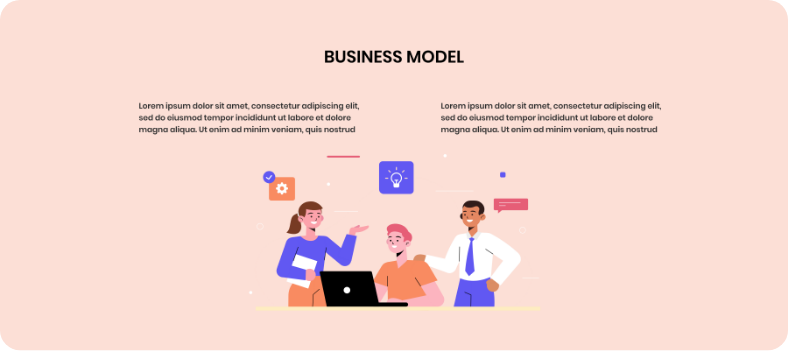 BUSINESS MODEL
Lorem ipsum dolor sit amet, consectetur adipiscing elit,
sed do eiusmod tempor incididunt ut labore et dolore
magna aliqua. Ut enim ad minim veniam, quis nostrud
Lorem ipsum dolor sit amet, consectetur adipiscing elit,
sed do eiusmod tempor incididunt ut labore et dolore
magna aliqua. Ut enim ad minim veniam, quis nostrud